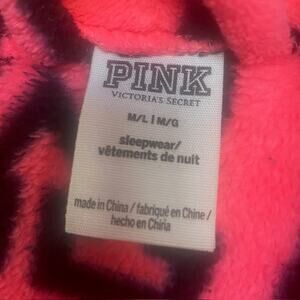 PINK
VICTORIA'S SECRET
M/L | M/G
sleepwear/
vêtements de nuit
made in China / fabriqué en Chine /
hecho en China